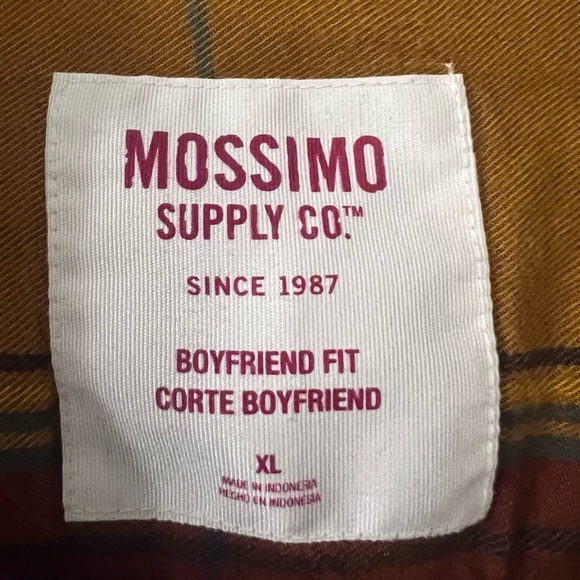 MOSSIMO
SUPPLY CO.™
SINCE 1987
BOYFRIEND FIT
CORTE BOYFRIEND
XL
MADE IN INDONESIA
HECHO EN INDONESIA